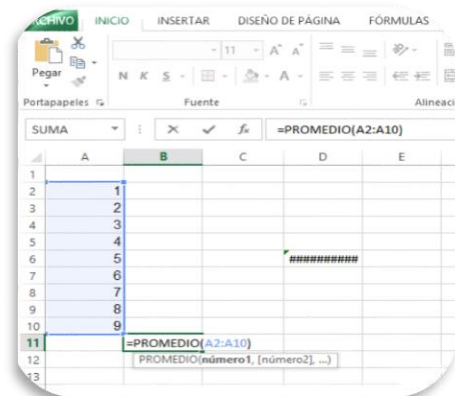 ARCHIVO INICIO INSERTAR DISEÑO DE PÁGINA FÓRMULAS
11 A A
Pegar N K S A
Portapapeles Fuente Alineaci
SUMA fx =PROMEDIO(A2:A10)
A B C D E
1
2 1
3 2
4 3
5 4
6 5 ##########
7 6
8 7
9 8
10 9
11 =PROMEDIO(A2:A10)
12 PROMEDIO(número1, [número2], ...)
13